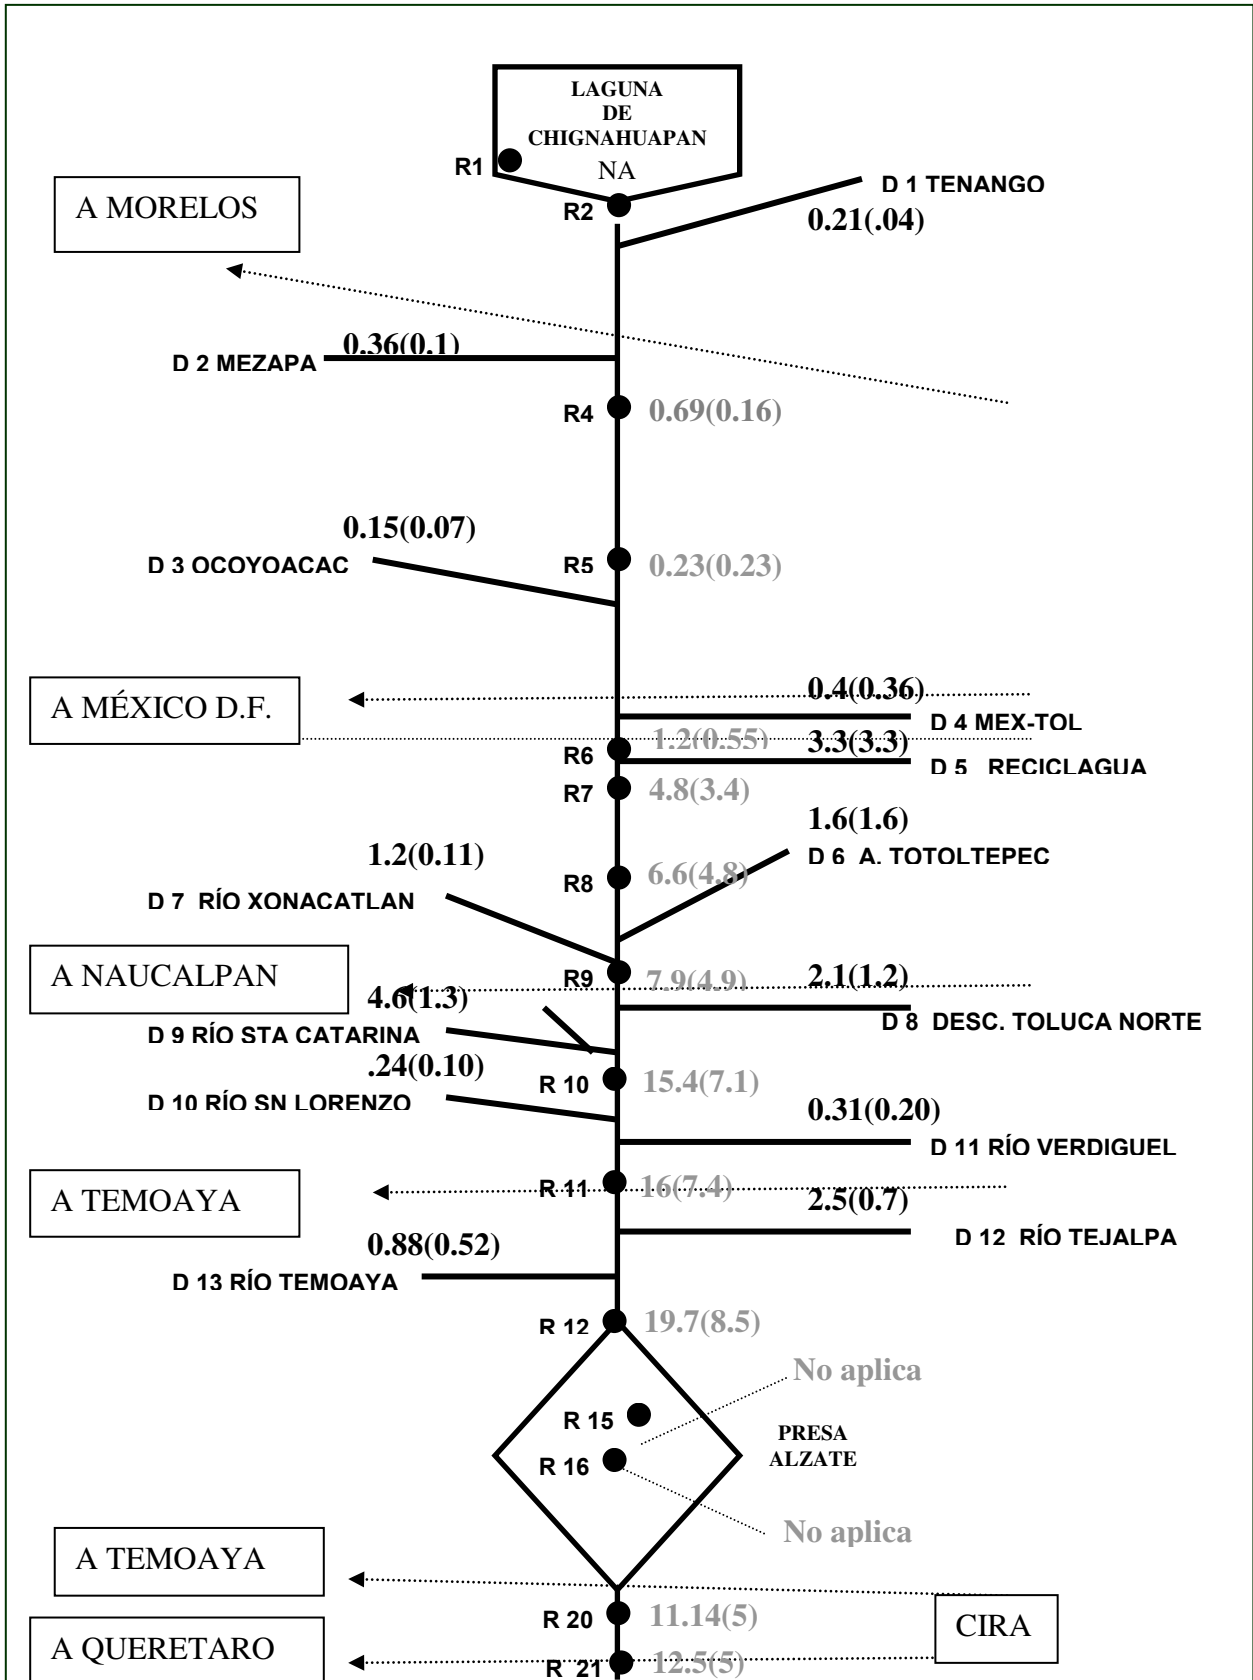 LAGUNA
DE
CHIGNAHUAPAN
R1
NA
D 1 TENANGO
A MORELOS
R2
0.21(.04)
0.36(0.1)
D 2 MEZAPA
R4
0.69(0.16)
0.15(0.07)
D 3 OCOYOACAC
R5
0.23(0.23)
A MÉXICO D.F.
0.4(0.36)
D 4 MEX-TOL
R6
1.2(0.55)
3.3(3.3)
D 5 RECICLAGUA
R7
4.8(3.4)
1.6(1.6)
1.2(0.11)
D 6 A. TOTOLTEPEC
R8
6.6(4.8)
D 7 RÍO XONACATLAN
A NAUCALPAN
R9
7.9(4.9)
2.1(1.2)
4.6(1.3)
D 8 DESC. TOLUCA NORTE
D 9 RÍO STA CATARINA
.24(0.10)
R 10
15.4(7.1)
D 10 RÍO SN LORENZO
0.31(0.20)
D 11 RÍO VERDIGUEL
A TEMOAYA
R 11
16(7.4)
2.5(0.7)
D 12 RÍO TEJALPA
0.88(0.52)
D 13 RÍO TEMOAYA
R 12
19.7(8.5)
No aplica
R 15
PRESA
ALZATE
R 16
No aplica
A TEMOAYA
R 20
11.14(5)
CIRA
A QUERETARO
R 21
12.5(5)